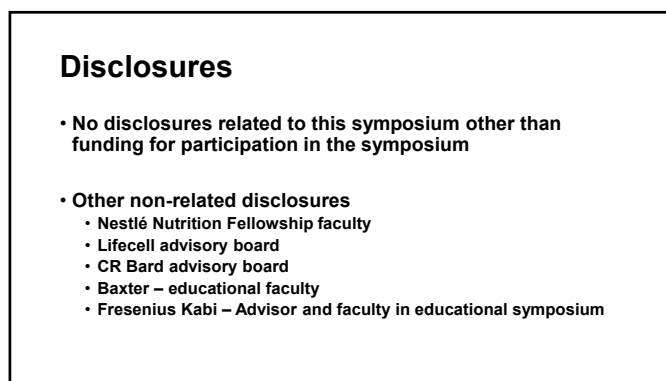 Disclosures
• No disclosures related to this symposium other than
funding for participation in the symposium
• Other non-related disclosures
• Nestlé Nutrition Fellowship faculty
• Lifecell advisory board
• CR Bard advisory board
• Baxter – educational faculty
• Fresenius Kabi – Advisor and faculty in educational symposium